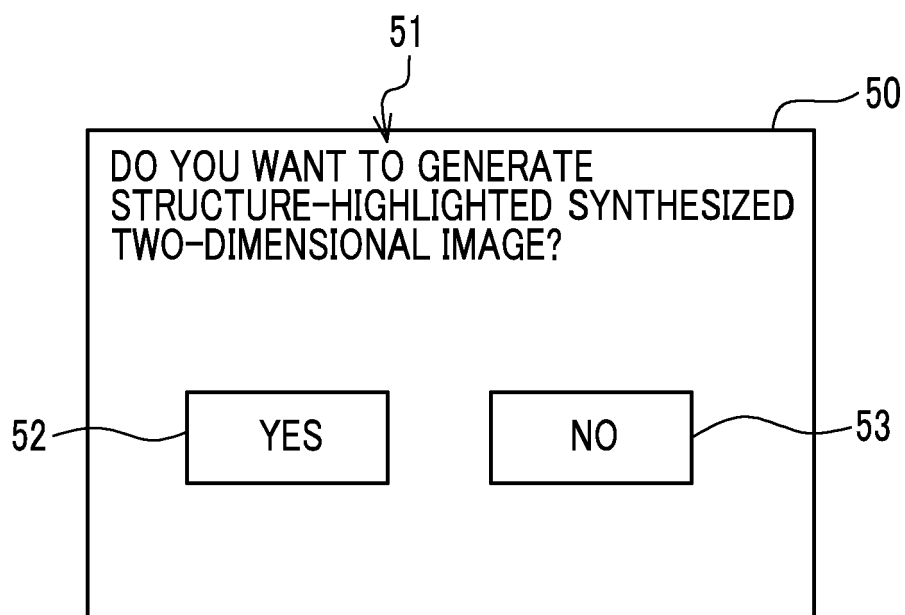 51
50
DO YOU WANT TO GENERATE
STRUCTURE-HIGHLIGHTED SYNTHESIZED
TWO-DIMENSIONAL IMAGE?
52
YES
NO
53